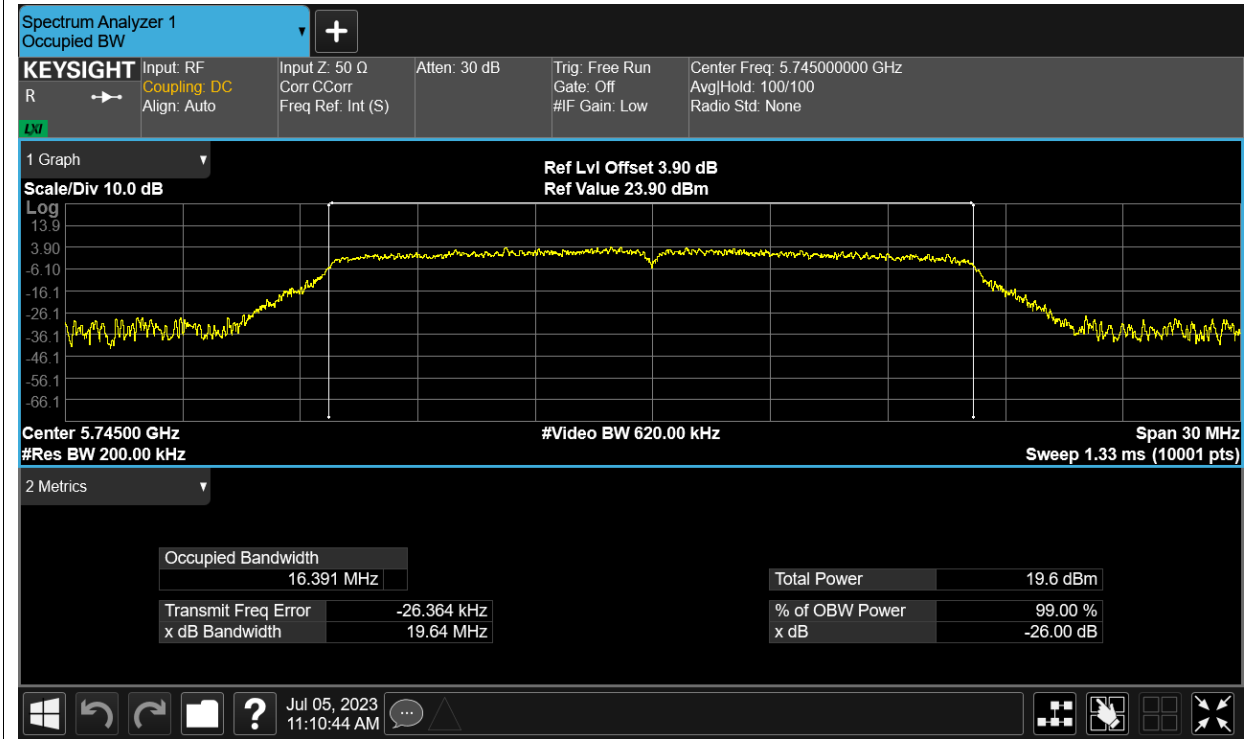 Spectrum Analyzer 1
Occupied BW
KEYSIGHT
R
LXI
Input: RF
Coupling: DC
Align: Auto
Input Z: 50 Ω
Corr CCorr
Freq Ref: Int (S)
Atten: 30 dB
Trig: Free Run
Gate: Off
#IF Gain: Low
Center Freq: 5.745000000 GHz
Avg|Hold: 100/100
Radio Std: None
1 Graph
Scale/Div 10.0 dB
Ref Lvl Offset 3.90 dB
Ref Value 23.90 dBm
Log
13.9
3.90
-6.10
-16.1
-26.1
-36.1
-46.1
-56.1
-66.1
Center 5.74500 GHz
#Res BW 200.00 kHz
#Video BW 620.00 kHz
Span 30 MHz
Sweep 1.33 ms (10001 pts)
2 Metrics
Occupied Bandwidth
16.391 MHz
Transmit Freq Error -26.364 kHz
x dB Bandwidth 19.64 MHz
Total Power 19.6 dBm
% of OBW Power 99.00 %
x dB -26.00 dB
?
Jul 05, 2023
11:10:44 AM